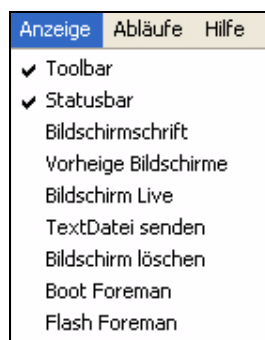 Anzeige Abläufe Hilfe
Toolbar
Statusbar
Bildschirmschrift
Vorheige Bildschirme
Bildschirm Live
TextDatei senden
Bildschirm löschen
Boot Foreman
Flash Foreman